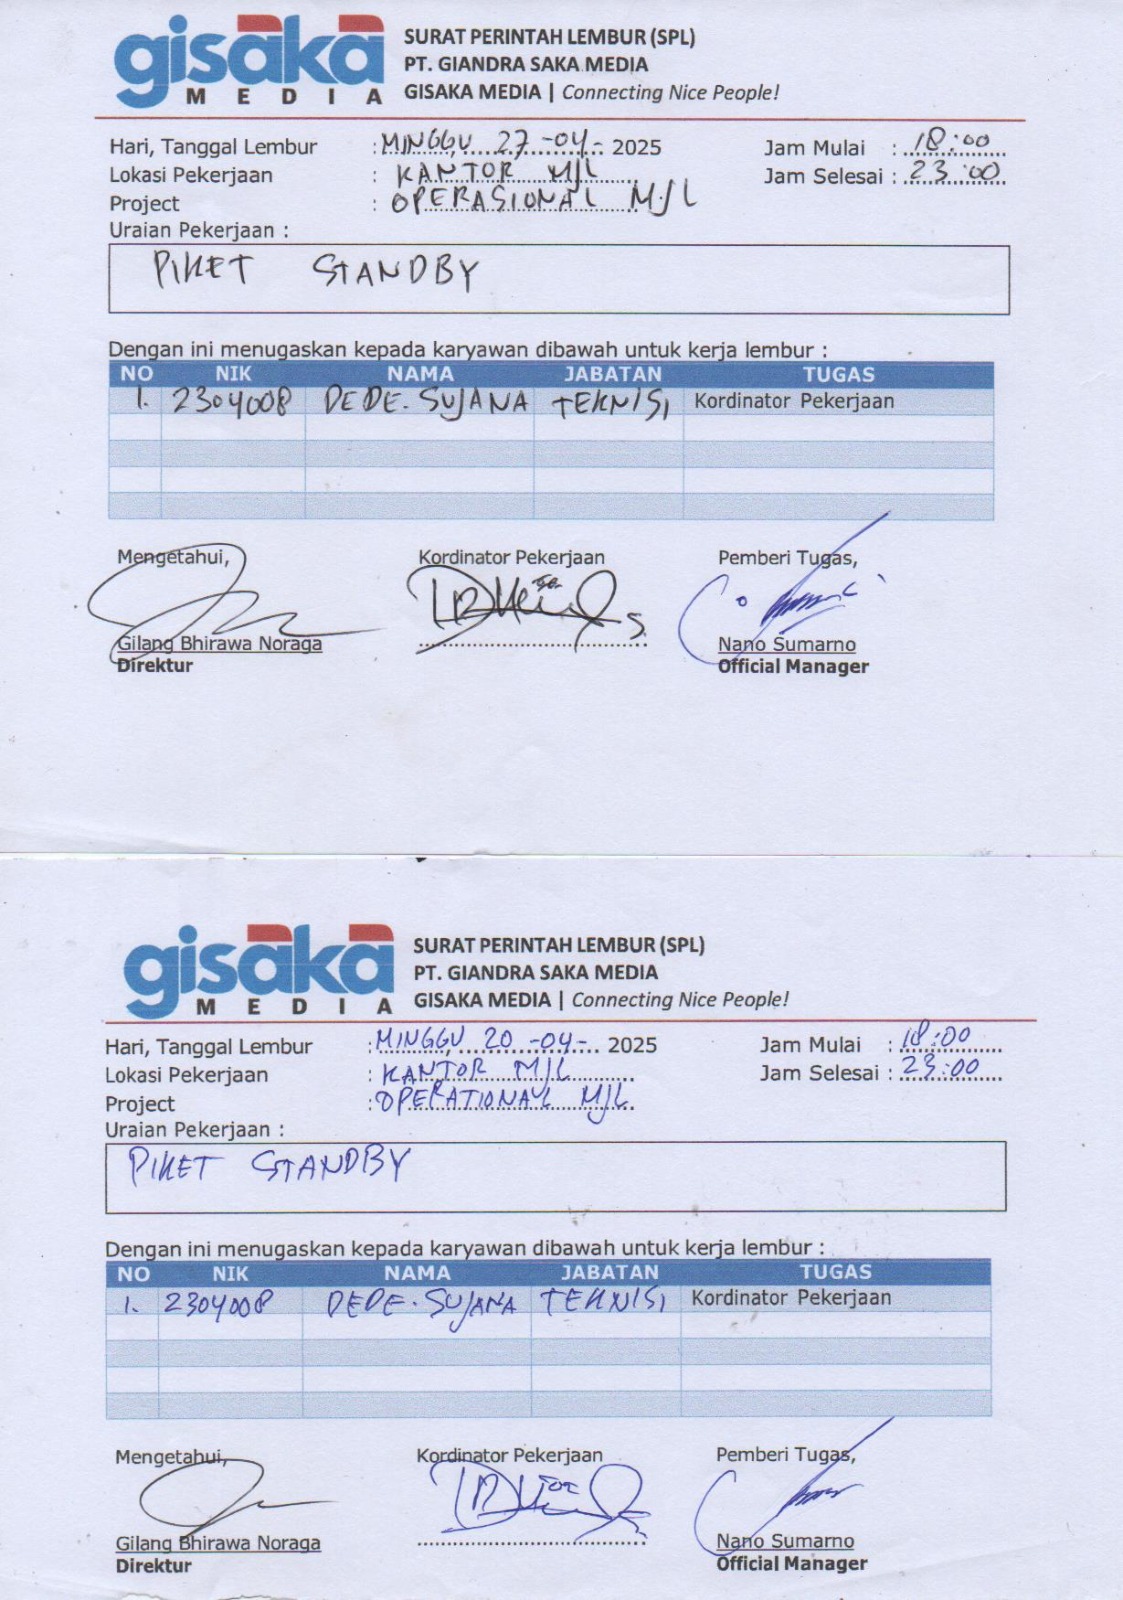 gisaka
MEDIA
SURAT PERINTAH LEMBUR (SPL)
PT. GIANDRA SAKA MEDIA
GISAKA MEDIA | Connecting Nice People!
Hari, Tanggal Lembur : MINGGU, 27 -04- 2025 Jam Mulai : 18:00
Lokasi Pekerjaan : KANTOR MJL Jam Selesai : 23:00
Project : OPERASIONAL MJL
Uraian Pekerjaan :
PIKET STANDBY
Dengan ini menugaskan kepada karyawan dibawah untuk kerja lembur :
NO NIK NAMA JABATAN TUGAS
1. 2304008 DEDE.SUJANA TEKNISI Kordinator Pekerjaan
Mengetahui, Kordinator Pekerjaan Pemberi Tugas,
Gilang Bhirawa Noraga Nano Sumarno
Direktur Official Manager
gisaka
MEDIA
SURAT PERINTAH LEMBUR (SPL)
PT. GIANDRA SAKA MEDIA
GISAKA MEDIA | Connecting Nice People!
Hari, Tanggal Lembur : MINGGU, 20 -04- 2025 Jam Mulai : 18:00
Lokasi Pekerjaan : KANTOR MJL Jam Selesai : 23:00
Project : OPERATIONAL MJL
Uraian Pekerjaan :
PIKET STANDBY
Dengan ini menugaskan kepada karyawan dibawah untuk kerja lembur :
NO NIK NAMA JABATAN TUGAS
1. 2304008 DEDE.SUJANA TEKNISI Kordinator Pekerjaan
Mengetahui, Kordinator Pekerjaan Pemberi Tugas,
Gilang Bhirawa Noraga Nano Sumarno
Direktur Official Manager